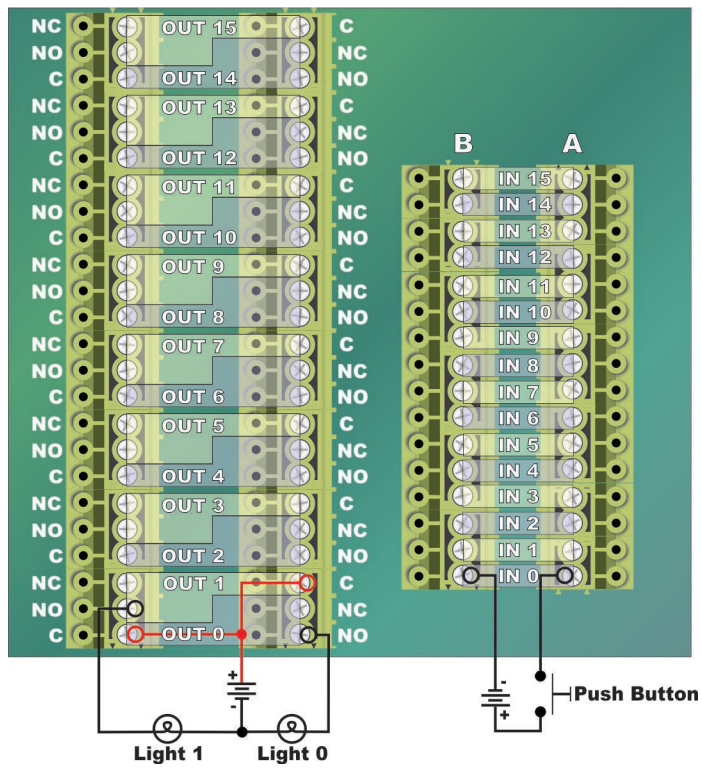 NC OUT 15 C
NO NC
C OUT 14 NO
NC OUT 13 C
NO NC
C OUT 12 NO
NC OUT 11 C
NO NC
C OUT 10 NO
NC OUT 9 C
NO NC
C OUT 8 NO
NC OUT 7 C
NO NC
C OUT 6 NO
NC OUT 5 C
NO NC
C OUT 4 NO
NC OUT 3 C
NO NC
C OUT 2 NO
NC OUT 1 C
NO NC
C OUT 0 NO
+
-
Light 1 Light 0
B A
IN 15
IN 14
IN 13
IN 12
IN 11
IN 10
IN 9
IN 8
IN 7
IN 6
IN 5
IN 4
IN 3
IN 2
IN 1
IN 0
-
+
Push Button